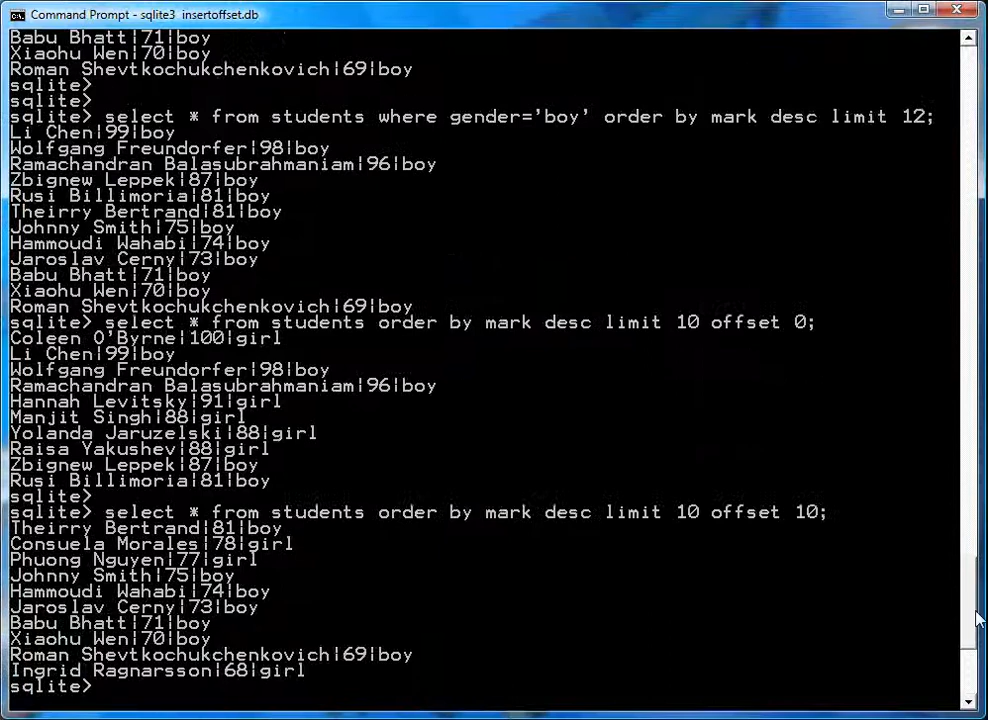 Command Prompt - sqlite3 insertoffset.db
Babu Bhatt|71|boy
Xiaohu Wen|70|boy
Roman Shevtkochukchenkovich|69|boy
sqlite>
sqlite>
sqlite> select * from students where gender='boy' order by mark desc limit 12;
Li Chen|99|boy
Wolfgang Freundorfer|98|boy
Ramachandran Balasubrahmaniam|96|boy
Zbignew Leppek|87|boy
Rusi Billimoria|81|boy
Theirry Bertrand|81|boy
Johnny Smith|75|boy
Hammoudi Wahabi|74|boy
Jaroslav Cerny|73|boy
Babu Bhatt|71|boy
Xiaohu Wen|70|boy
Roman Shevtkochukchenkovich|69|boy
sqlite> select * from students order by mark desc limit 10 offset 0;
Coleen O'Byrne|100|girl
Li Chen|99|boy
Wolfgang Freundorfer|98|boy
Ramachandran Balasubrahmaniam|96|boy
Hannah Levitsky|91|girl
Manjit Singh|88|girl
Yolanda Jaruzelski|88|girl
Raisa Yakushev|88|girl
Zbignew Leppek|87|boy
Rusi Billimoria|81|boy
sqlite>
sqlite> select * from students order by mark desc limit 10 offset 10;
Theirry Bertrand|81|boy
Consuela Morales|78|girl
Phuong Nguyen|77|girl
Johnny Smith|75|boy
Hammoudi Wahabi|74|boy
Jaroslav Cerny|73|boy
Babu Bhatt|71|boy
Xiaohu Wen|70|boy
Roman Shevtkochukchenkovich|69|boy
Ingrid Ragnarsson|68|girl
sqlite>